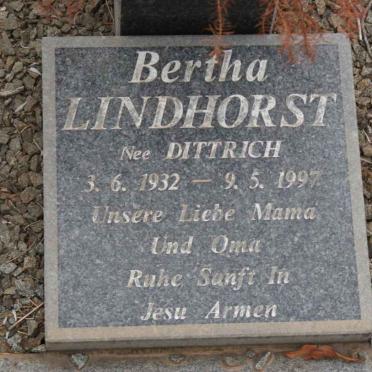 Bertha
LINDHORST
Nee DITTRICH
3. 6. 1932 — 9. 5. 1997
Unsere Liebe Mama
Und Oma
Ruhe Sanft In
Jesu Armen